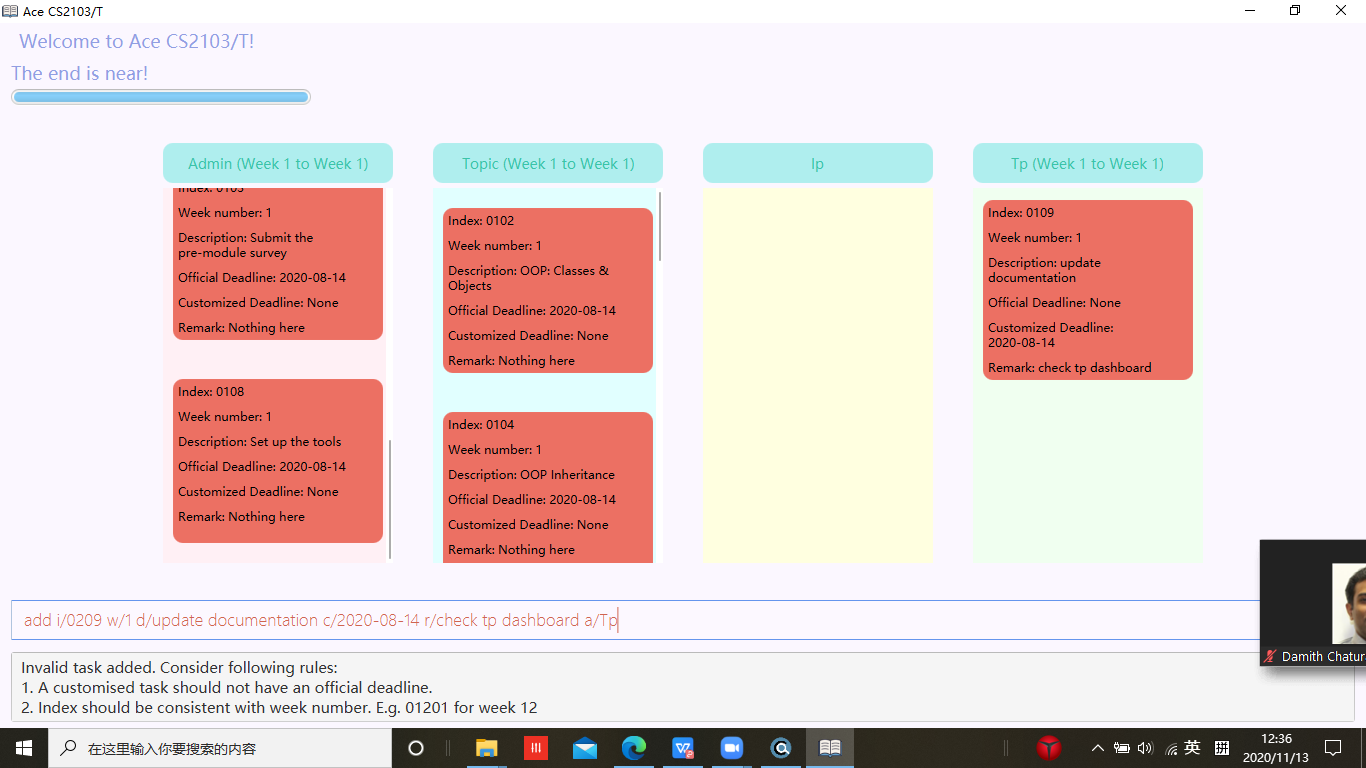 Ace CS2103/T
Welcome to Ace CS2103/T!
The end is near!
Admin (Week 1 to Week 1)
Index: 0103
Week number: 1
Description: Submit the
pre-module survey
Official Deadline: 2020-08-14
Customized Deadline: None
Remark: Nothing here
Index: 0108
Week number: 1
Description: Set up the tools
Official Deadline: 2020-08-14
Customized Deadline: None
Remark: Nothing here
Topic (Week 1 to Week 1)
Index: 0102
Week number: 1
Description: OOP: Classes &
Objects
Official Deadline: 2020-08-14
Customized Deadline: None
Remark: Nothing here
Index: 0104
Week number: 1
Description: OOP Inheritance
Official Deadline: 2020-08-14
Customized Deadline: None
Remark: Nothing here
Ip
Tp (Week 1 to Week 1)
Index: 0109
Week number: 1
Description: update
documentation
Official Deadline: None
Customized Deadline:
2020-08-14
Remark: check tp dashboard
add i/0209 w/1 d/update documentation c/2020-08-14 r/check tp dashboard a/Tp
Damith Chatur
Invalid task added. Consider following rules:
1. A customised task should not have an official deadline.
2. Index should be consistent with week number. E.g. 01201 for week 12
在这里输入你要搜索的内容
英
拼
12:36
2020/11/13